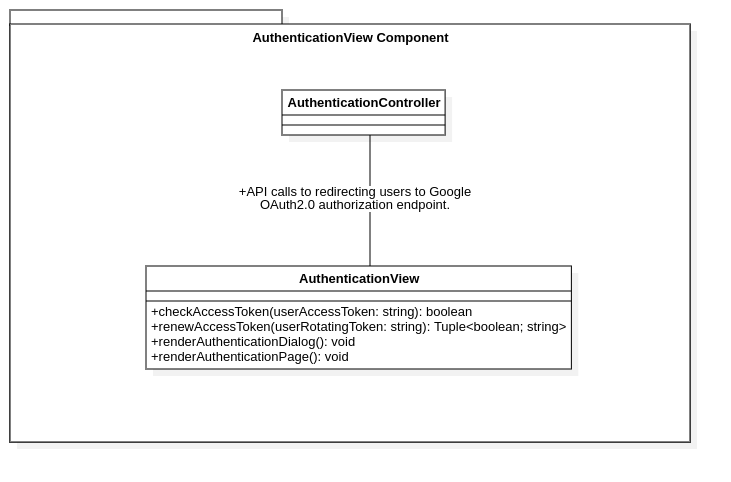 AuthenticationView Component
AuthenticationController
+API calls to redirecting users to Google
OAuth2.0 authorization endpoint.
AuthenticationView
+checkAccessToken(userAccessToken: string): boolean
+renewAccessToken(userRotatingToken: string): Tuple<boolean; string>
+renderAuthenticationDialog(): void
+renderAuthenticationPage(): void